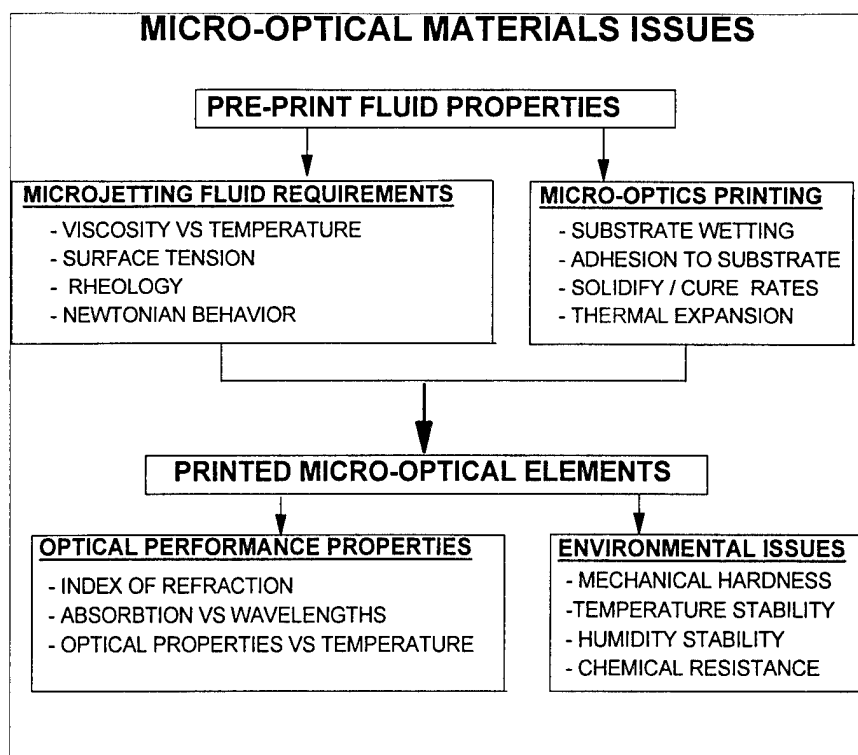 MICRO-OPTICAL MATERIALS ISSUES
PRE-PRINT FLUID PROPERTIES
MICROJETTING FLUID REQUIREMENTS
- VISCOSITY VS TEMPERATURE
- SURFACE TENSION
- RHEOLOGY
- NEWTONIAN BEHAVIOR
MICRO-OPTICS PRINTING
- SUBSTRATE WETTING
- ADHESION TO SUBSTRATE
- SOLIDIFY / CURE RATES
- THERMAL EXPANSION
PRINTED MICRO-OPTICAL ELEMENTS
OPTICAL PERFORMANCE PROPERTIES
- INDEX OF REFRACTION
- ABSORBTION VS WAVELENGTHS
- OPTICAL PROPERTIES VS TEMPERATURE
ENVIRONMENTAL ISSUES
- MECHANICAL HARDNESS
-TEMPERATURE STABILITY
- HUMIDITY STABILITY
- CHEMICAL RESISTANCE